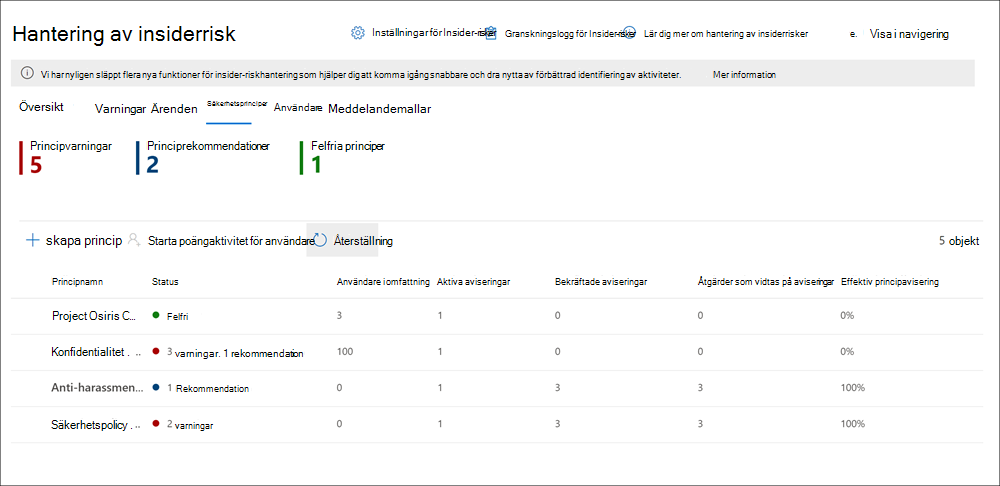 Hantering av insiderrisk
Inställningar för Insider-risker
Granskningslogg för Insider-risker
Lär dig mer om hantering av insiderrisker
e.
Visa i navigering
Vi har nyligen släppt flera nya funktioner för insider-riskhantering som hjälper dig att komma igång snabbare och dra nytta av förbättrad identifiering av aktiviteter. Mer information
Översikt Varningar Ärenden Säkerhetsprinciper Användare Meddelandemallar
Principvarningar Principrekommendationer Felfria principer
5 2 1
skapa princip Starta poängaktivitet för användare Återställning 5 objekt
Principnamn Status Användare i omfattning Aktiva aviseringar Bekräftade aviseringar Åtgärder som vidtas på aviseringar Effektiv principavisering
Project Osiris C... Felfri 3 1 0 0 0%
Konfidentialitet . .. 3 varningar. 1 rekommendation 100 1 0 0 0%
Anti-harassmen... 1 Rekommendation 0 1 3 3 100%
Säkerhetspolicy . .. 2 varningar 0 1 3 3 100%